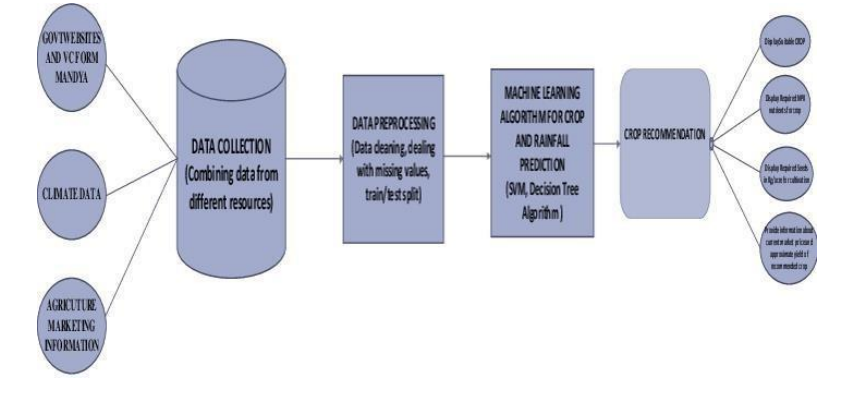 GOVTWEBSITES
AND VC FORM
MANDYA
CLIMATE DATA
AGRICUTURE
MARKETING
INFORMATION
DATA COLLECTION
(Combining data from
different resources)
DATA PREPROCESSING
(Data cleaning, dealing
with missing values,
train/test split)
MACHINE LEARNING
ALGORITHM FOR CROP
AND RAINFALL
PREDICTION
(SVM, Decision Tree
Algorithm)
CROP RECOMMENDATION
Display Suitable CROP
Display Required NPK
nutrients for crop
Display Required Seeds
in Kg/acre for cultivation
Provide information about
current market price and
approximate yield of
recommended crop